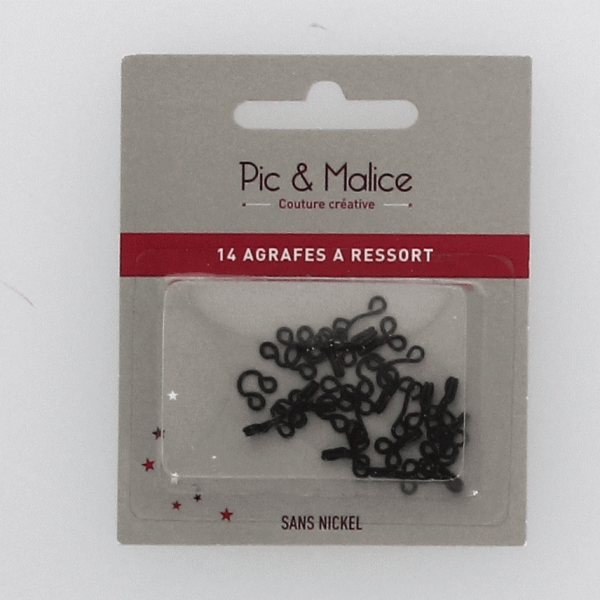 Pic & Malice
Couture créative
14 AGRAFES A RESSORT
SANS NICKEL